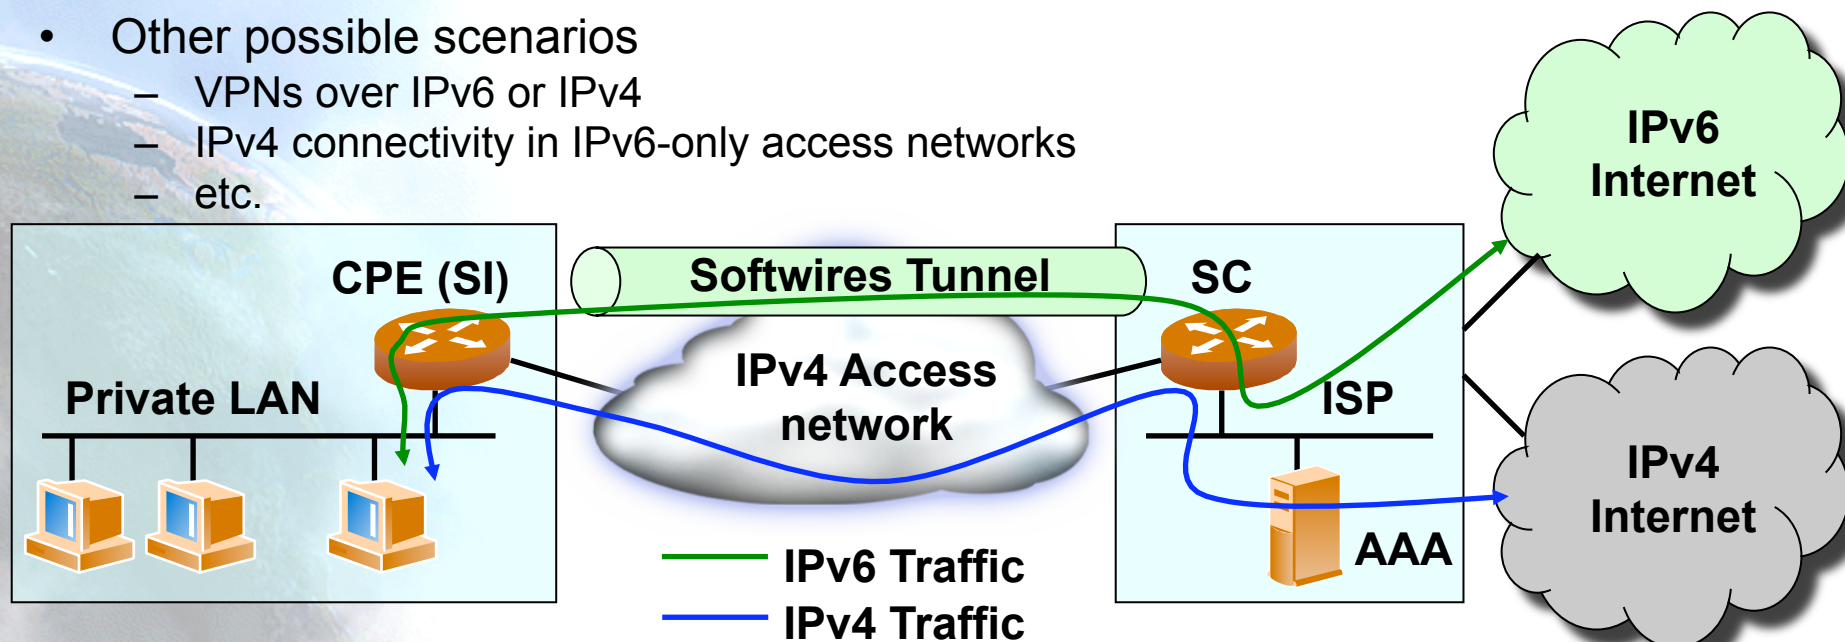 • Other possible scenarios
– VPNs over IPv6 or IPv4
– IPv4 connectivity in IPv6-only access networks
– etc.
IPv6
Internet
CPE (SI)
Softwires Tunnel
SC
IPv4 Access
network
Private LAN
ISP
IPv4
Internet
AAA
IPv6 Traffic
IPv4 Traffic